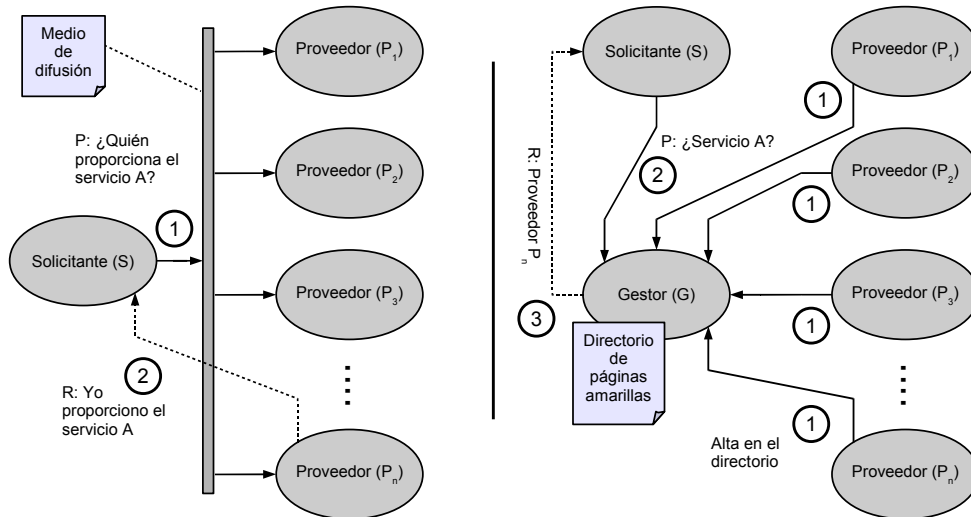 Medio
de
difusión
Proveedor (P1)
P: ¿Quién
proporciona el
servicio A?
Proveedor (P2)
1
Solicitante (S)
Proveedor (P3)
2
R: Yo
proporciono el
servicio A
Proveedor (Pn)
Solicitante (S)
Proveedor (P1)
1
P: ¿Servicio A?
2
Proveedor (P2)
1
R: Proveedor Pn
Gestor (G)
Proveedor (P3)
1
3
Directorio
de
páginas
amarillas
1
Alta en el
directorio
Proveedor (Pn)